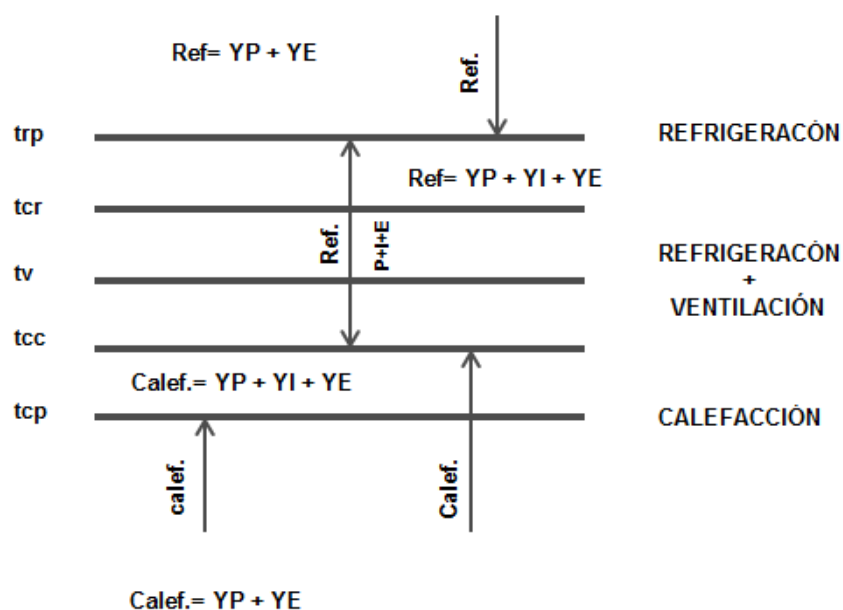 Ref= YP + YE
Ref.
trp
REFRIGERACÓN
Ref= YP + YI + YE
tcr
Ref.
P+I+E
tv
REFRIGERACÓN
+
VENTILACIÓN
tcc
Calef.= YP + YI + YE
tcp
CALEFACCIÓN
calef.
Calef.
Calef.= YP + YE